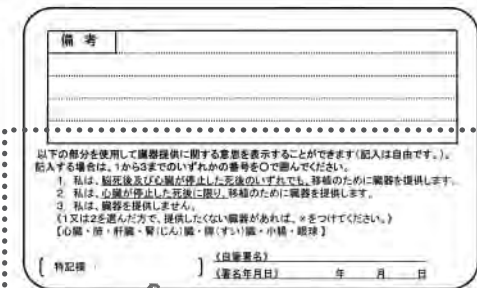 備考
以下の部分を使用して臓器提供に関する意思を表示することができます(記入は自由です。)。
記入する場合は、1から3までのいずれかの番号を○で囲んでください。
1. 私は、脳死後及び心臓が停止した死後のいずれでも、移植のために臓器を提供します。
2. 私は、心臓が停止した死後に限り、移植のために臓器を提供します。
3. 私は、臓器を提供しません。
《1又は2を選んだ方で、提供したくない臓器があれば、×をつけてください。》
【心臓・肺・肝臓・腎(じん)臓・膵(すい)臓・小腸・眼球】
[特記欄 ] 《自筆署名》
《署名年月日》 年 月 日